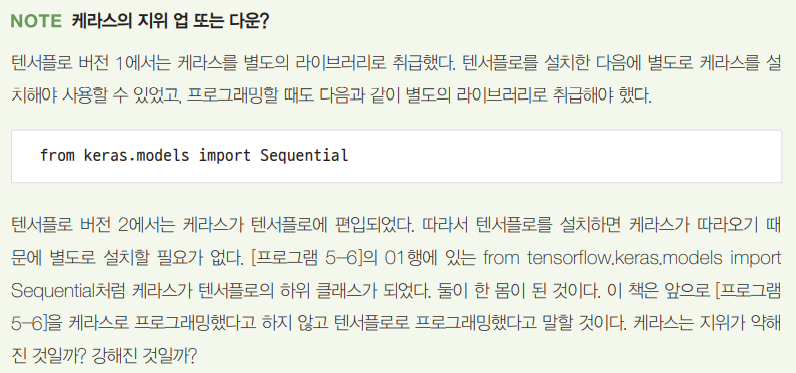 NOTE 케라스의 지위 업 또는 다운?
텐서플로 버전 1에서는 케라스를 별도의 라이브러리로 취급했다. 텐서플로를 설치한 다음에 별도로 케라스를 설
치해야 사용할 수 있었고, 프로그래밍할 때도 다음과 같이 별도의 라이브러리로 취급해야 했다.
from keras.models import Sequential
텐서플로 버전 2에서는 케라스가 텐서플로에 편입되었다. 따라서 텐서플로를 설치하면 케라스가 따라오기 때
문에 별도로 설치할 필요가 없다. [프로그램 5-6]의 01행에 있는 from tensorflow.keras.models import
Sequential처럼 케라스가 텐서플로의 하위 클래스가 되었다. 둘이 한 몸이 된 것이다. 이 책은 앞으로 [프로그램
5-6]을 케라스로 프로그래밍했다고 하지 않고 텐서플로로 프로그래밍했다고 말할 것이다. 케라스는 지위가 약해
진 것일까? 강해진 것일까?